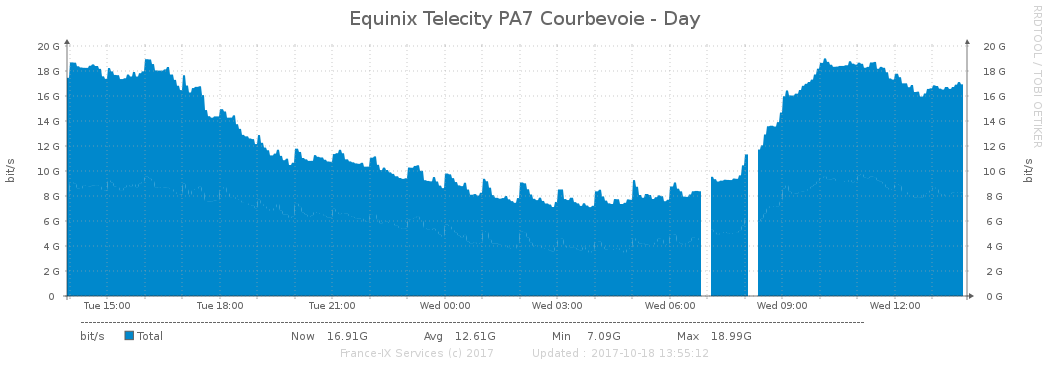 Equinix Telecity PA7 Courbevoie - Day
RRDTOOL / TOBI OETIKER
bit/s
20 G
18 G
16 G
14 G
12 G
10 G
8 G
6 G
4 G
2 G
0
20 G
18 G
16 G
14 G
12 G
10 G
8 G
6 G
4 G
2 G
0 G
bit/s
Tue 15:00 Tue 18:00 Tue 21:00 Wed 00:00 Wed 03:00 Wed 06:00 Wed 09:00 Wed 12:00
bit/s Total Now 16.91G Avg 12.61G Min 7.09G Max 18.99G
France-IX Services (c) 2017 Updated : 2017-10-18 13:55:12